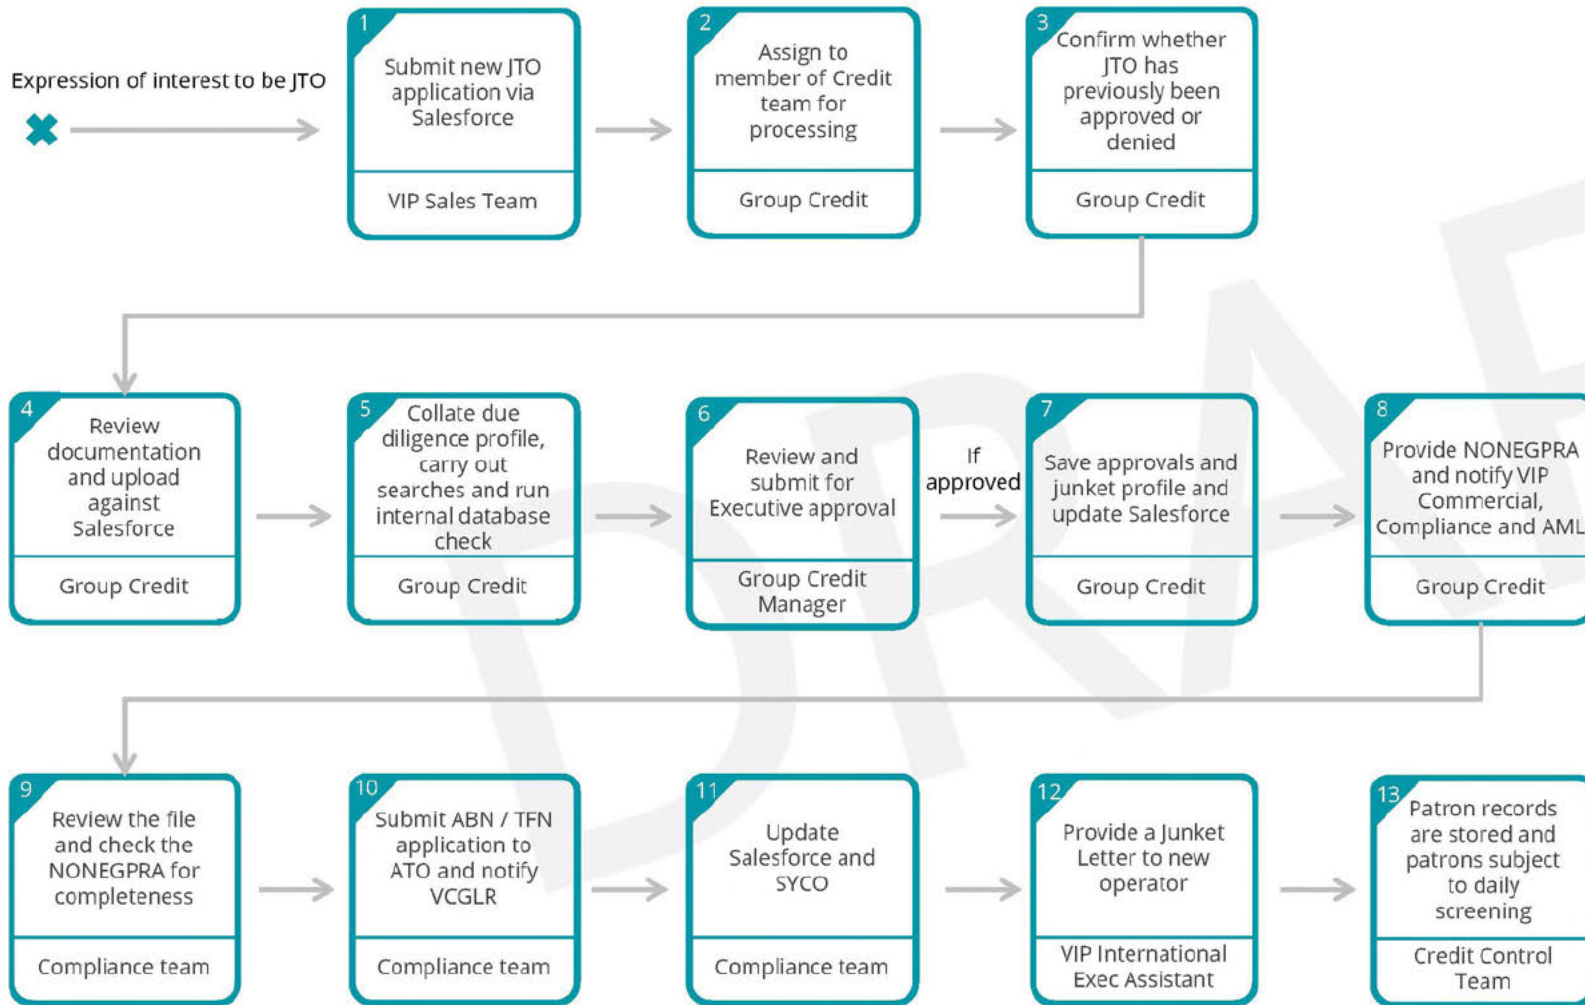 Expression of interest to be JTO
1
Submit new JTO
application via
Salesforce
VIP Sales Team
2
Assign to
member of Credit
team for
processing
Group Credit
3
Confirm whether
JTO has
previously been
approved or
denied
Group Credit
4
Review
documentation
and upload
against
Salesforce
Group Credit
5
Collate due
diligence profile,
carry out
searches and run
internal database
check
Group Credit
6
Review and
submit for
Executive approval
Group Credit
Manager
If
approved
7
Save approvals and
junket profile and
update Salesforce
Group Credit
8
Provide NONEGPRA
and notify VIP
Commercial,
Compliance and AML
Group Credit
9
Review the file
and check the
NONEGPRA for
completeness
Compliance team
10
Submit ABN / TFN
application to
ATO and notify
VCGLR
Compliance team
11
Update
Salesforce and
SYCO
Compliance team
12
Provide a Junket
Letter to new
operator
VIP International
Exec Assistant
13
Patron records
are stored and
patrons subject
to daily
screening
Credit Control
Team